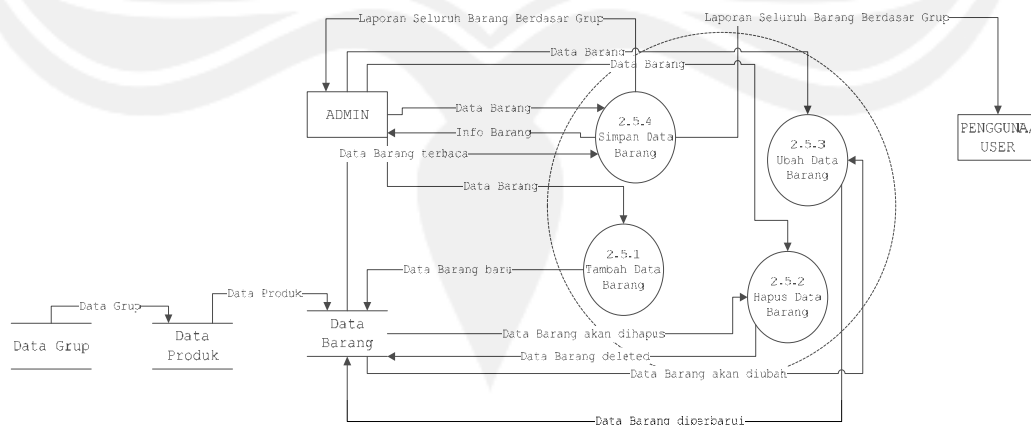 Laporan Seluruh Barang Berdasar Grup
Laporan Seluruh Barang Berdasar Grup
Data Barang
Data Barang
ADMIN
Data Barang
Info Barang
Data Barang terbaca
Data Barang
2.5.4
Simpan Data
Barang
2.5.3
Ubah Data
Barang
PENGGUNA/
USER
2.5.1
Tambah Data
Barang
2.5.2
Hapus Data
Barang
Data Barang baru
Data Grup
Data Produk
Data Grup
Data
Produk
Data
Barang
Data Barang akan dihapus
Data Barang deleted
Data Barang akan diubah
Data Barang diperbarui